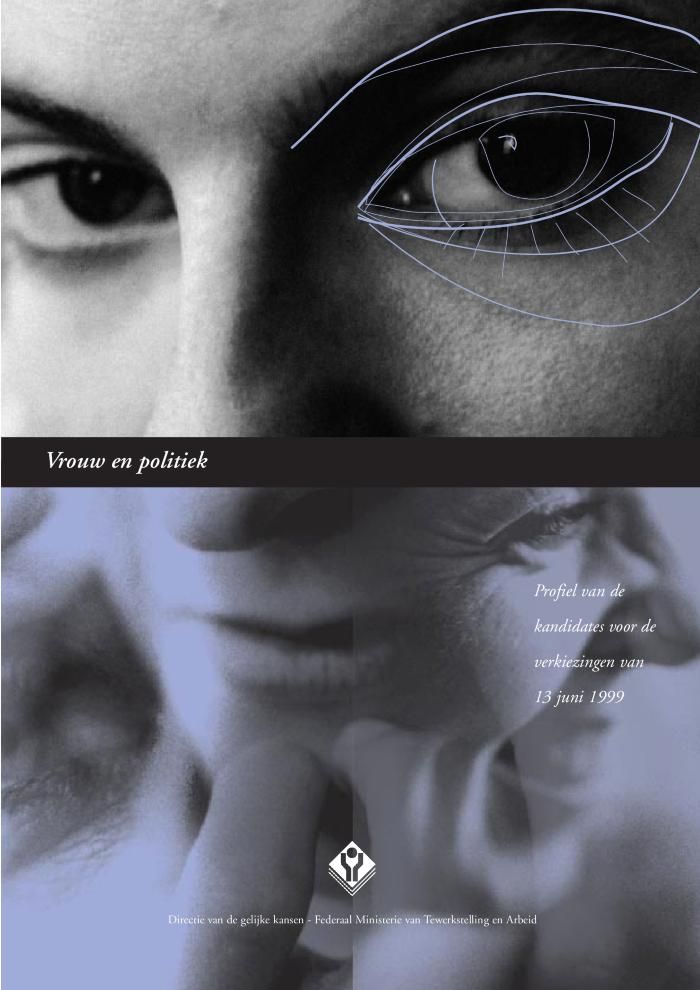 Vrouw en politiek
Profiel van de
kandidates voor de
verkiezingen van
13 juni 1999
Directie van de gelijke kansen - Federaal Ministerie van Tewerkstelling en Arbeid